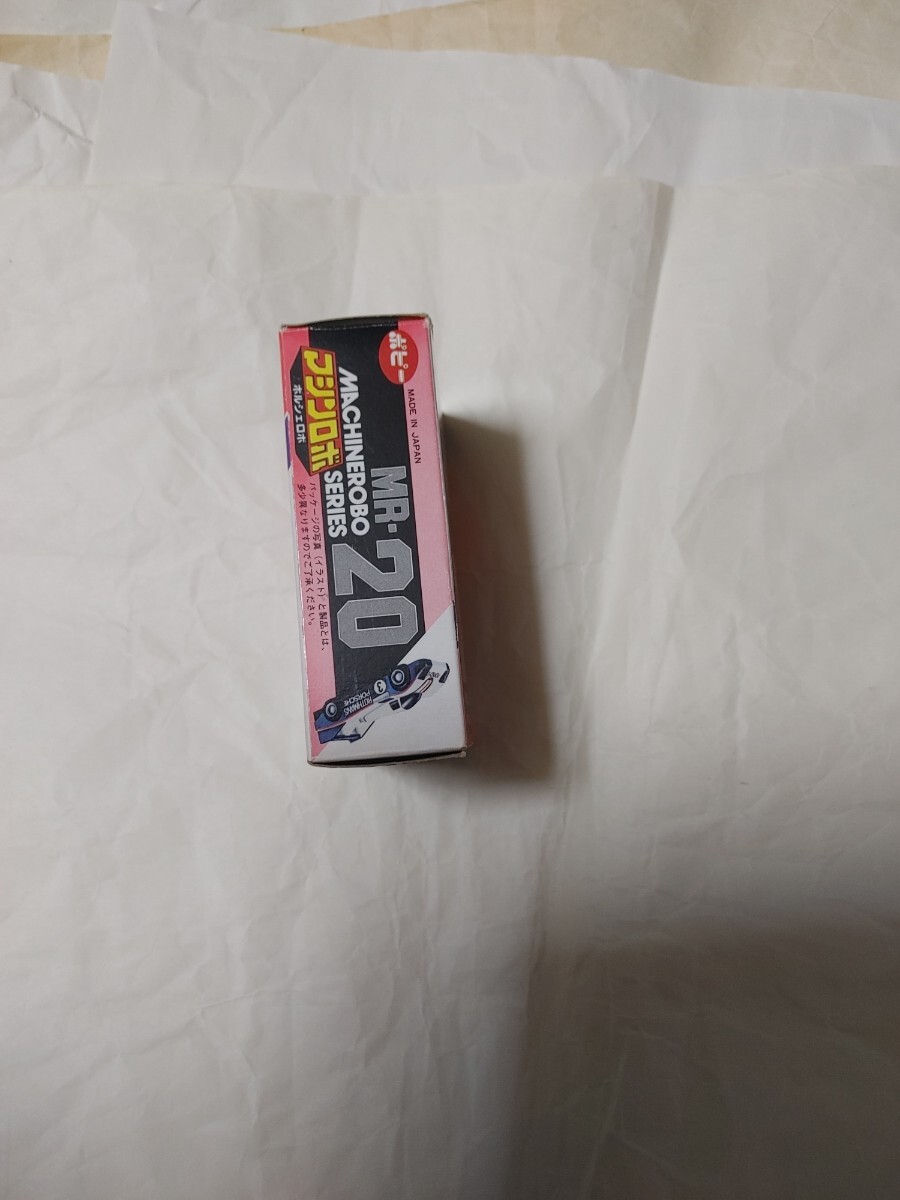 ポピー
MADE IN JAPAN
MR-20
MACHINEROBO SERIES
マシンロボ
ポルシェロボ
パッケージの写真(イラスト)と製品とは、
多少異なりますのでご了承ください。
ROTHMANS
PORSCHE
3